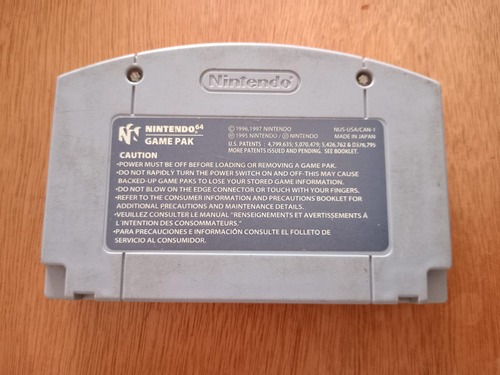 Nintendo
NINTENDO 64
GAME PAK
© 1996,1997 NINTENDO
Ⓜ 1995 NINTENDO / Ⓓ NINTENDO
NUS-USA/CAN-1
MADE IN JAPAN
U.S. PATENTS : 4,799,635; 5,070,479; 5,426,762 & D376,795
MORE PATENTS ISSUED AND PENDING. SEE BOOKLET.
CAUTION
•POWER MUST BE OFF BEFORE LOADING OR REMOVING A GAME PAK.
•DO NOT RAPIDLY TURN THE POWER SWITCH ON AND OFF-THIS MAY CAUSE
BACKED-UP GAME PAKS TO LOSE YOUR STORED GAME INFORMATION.
•DO NOT BLOW ON THE EDGE CONNECTOR OR TOUCH WITH YOUR FINGERS.
•REFER TO THE CONSUMER INFORMATION AND PRECAUTIONS BOOKLET FOR
ADDITIONAL PRECAUTIONS AND MAINTENANCE DETAILS.
•VEUILLEZ CONSULTER LE MANUAL "RENSEIGNEMENTS ET AVERTISSEMENTS À
L'INTENTION DES CONSOMMATEURS."
•PARA PRECAUCIONES E INFORMACIÓN CONSULTE EL FOLLETO DE
SERVICIO AL CONSUMIDOR.